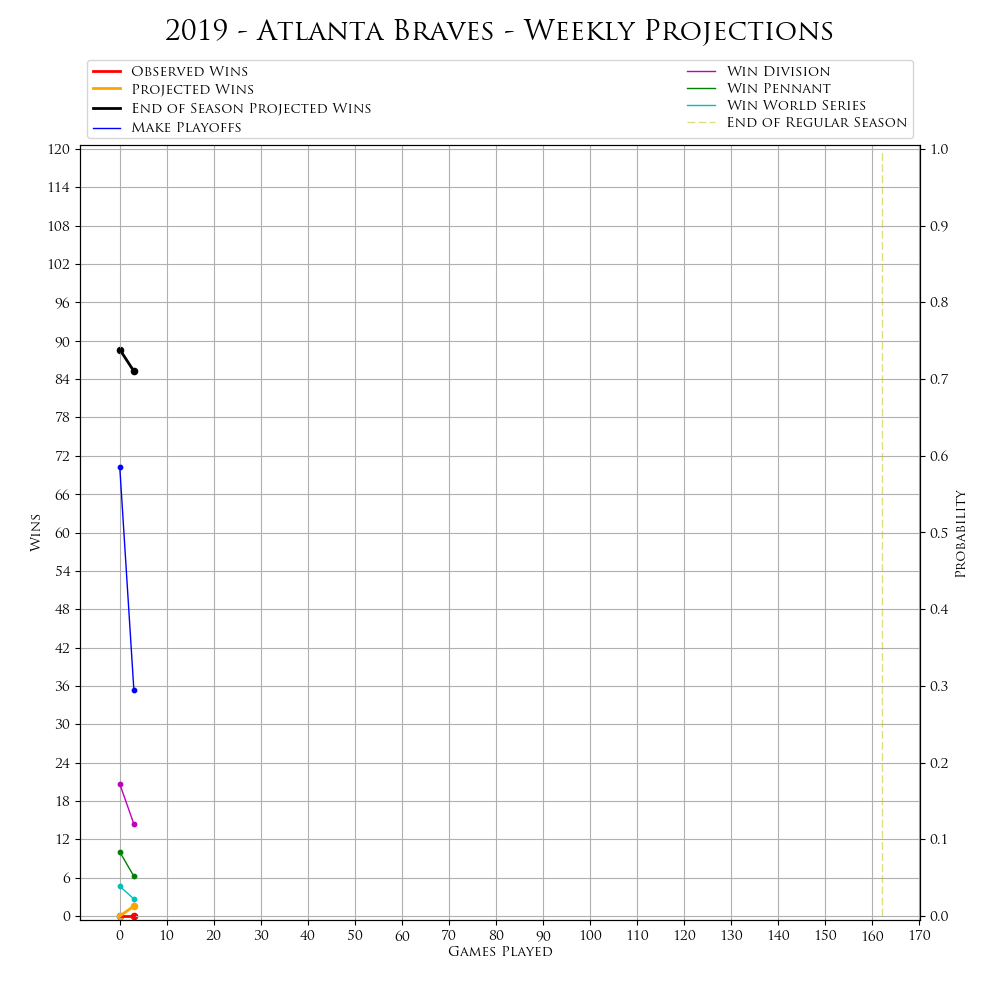 2019 - Atlanta Braves - Weekly Projections
Observed Wins
Projected Wins
End of Season Projected Wins
Make Playoffs
Win Division
Win Pennant
Win World Series
End of Regular Season
120
114
108
102
96
90
84
78
72
66
60
54
48
42
36
30
24
18
12
6
0
Wins
1.0
0.9
0.8
0.7
0.6
0.5
0.4
0.3
0.2
0.1
0.0
Probability
0 10 20 30 40 50 60 70 80 90 100 110 120 130 140 150 160 170
Games Played